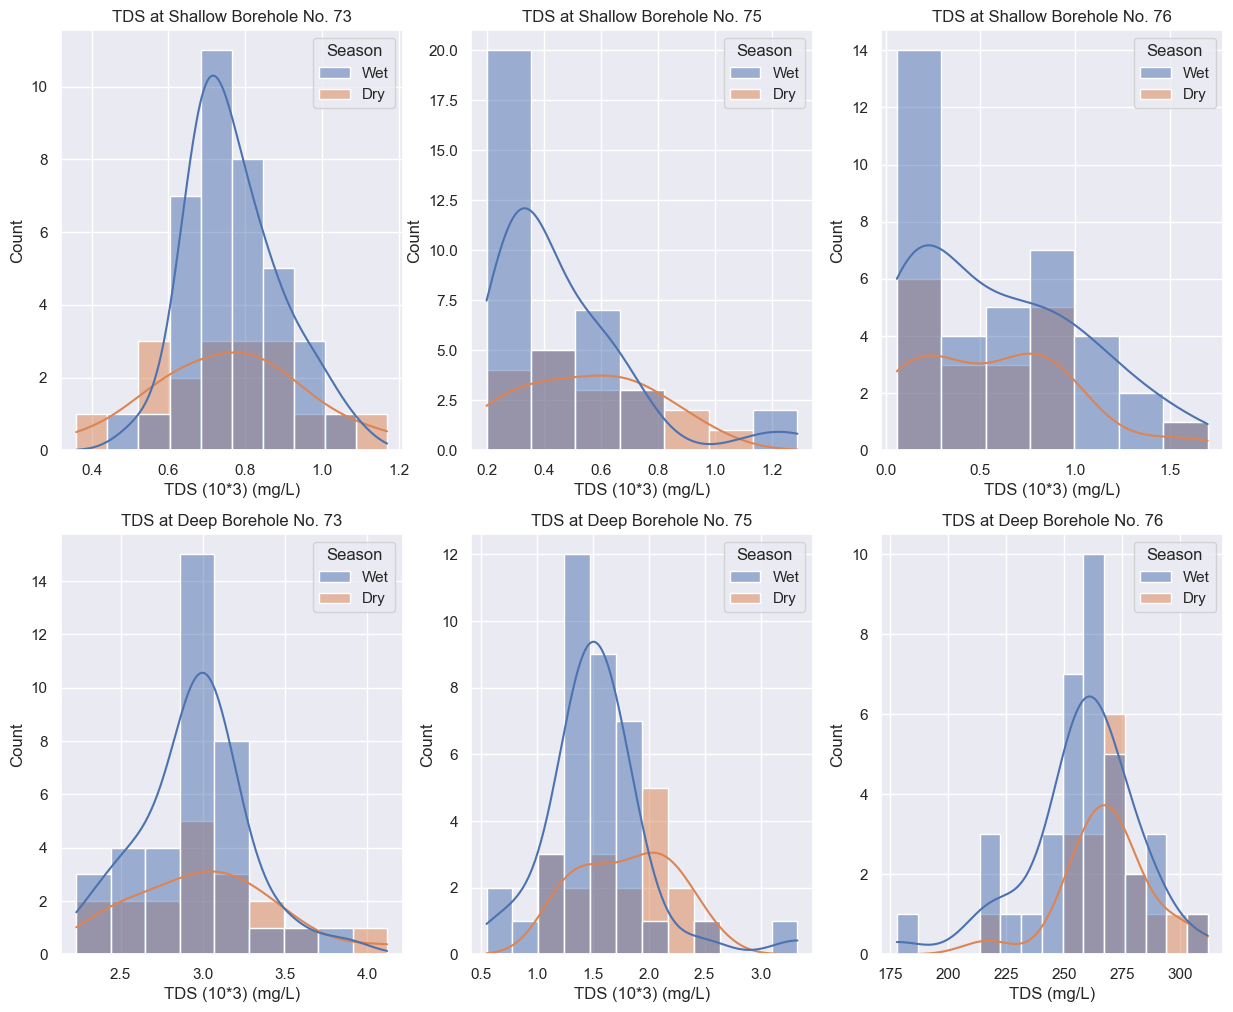 TDS at Shallow Borehole No. 73
Season
Wet
Dry
10
8
6
4
2
0
Count
0.4 0.6 0.8 1.0 1.2
TDS (10*3) (mg/L)
TDS at Shallow Borehole No. 75
Season
Wet
Dry
20.0
17.5
15.0
12.5
10.0
7.5
5.0
2.5
0.0
Count
0.2 0.4 0.6 0.8 1.0 1.2
TDS (10*3) (mg/L)
TDS at Shallow Borehole No. 76
Season
Wet
Dry
14
12
10
8
6
4
2
0
Count
0.0 0.5 1.0 1.5
TDS (10*3) (mg/L)
TDS at Deep Borehole No. 73
Season
Wet
Dry
14
12
10
8
6
4
2
0
Count
2.5 3.0 3.5 4.0
TDS (10*3) (mg/L)
TDS at Deep Borehole No. 75
Season
Wet
Dry
12
10
8
6
4
2
0
Count
0.5 1.0 1.5 2.0 2.5 3.0
TDS (10*3) (mg/L)
TDS at Deep Borehole No. 76
Season
Wet
Dry
10
8
6
4
2
0
Count
175 200 225 250 275 300
TDS (mg/L)